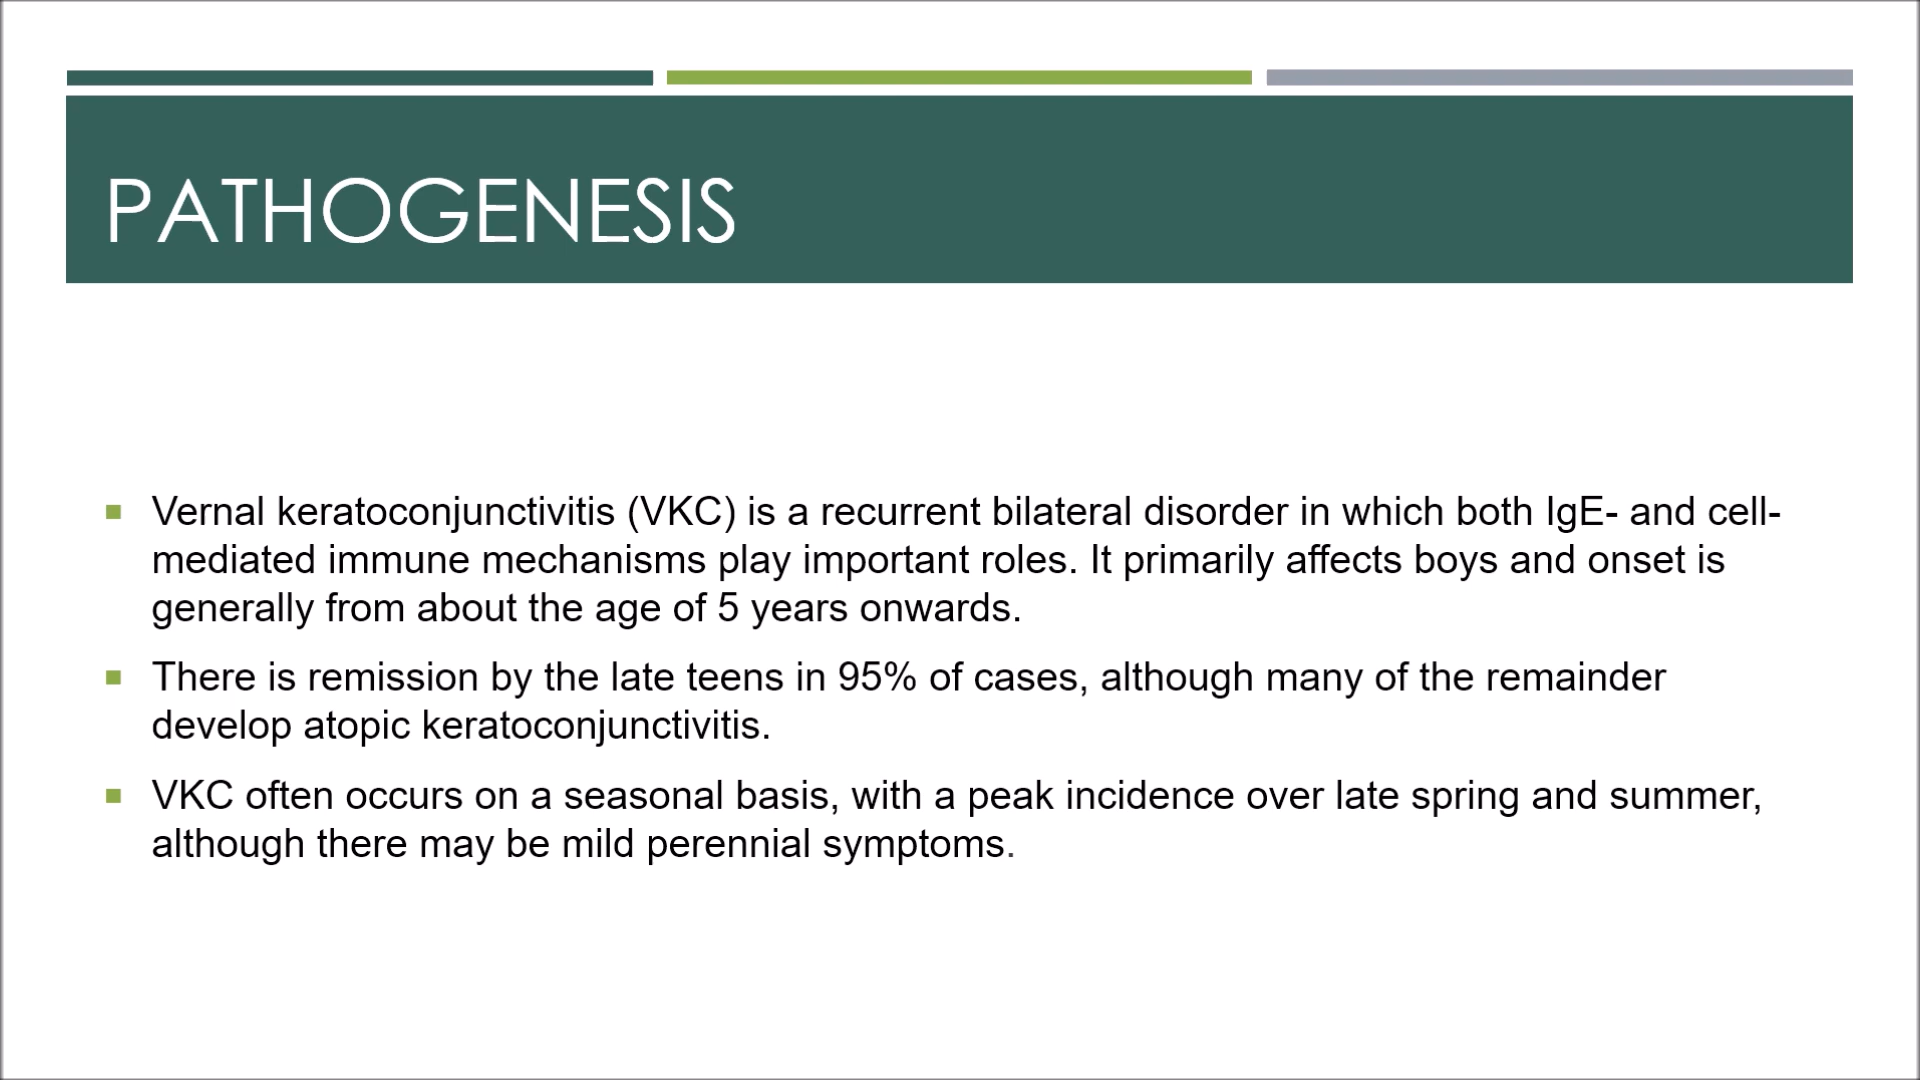 PATHOGENESIS
Vernal keratoconjunctivitis (VKC) is a recurrent bilateral disorder in which both IgE- and cell-
mediated immune mechanisms play important roles. It primarily affects boys and onset is
generally from about the age of 5 years onwards.
There is remission by the late teens in 95% of cases, although many of the remainder
develop atopic keratoconjunctivitis.
VKC often occurs on a seasonal basis, with a peak incidence over late spring and summer,
although there may be mild perennial symptoms.